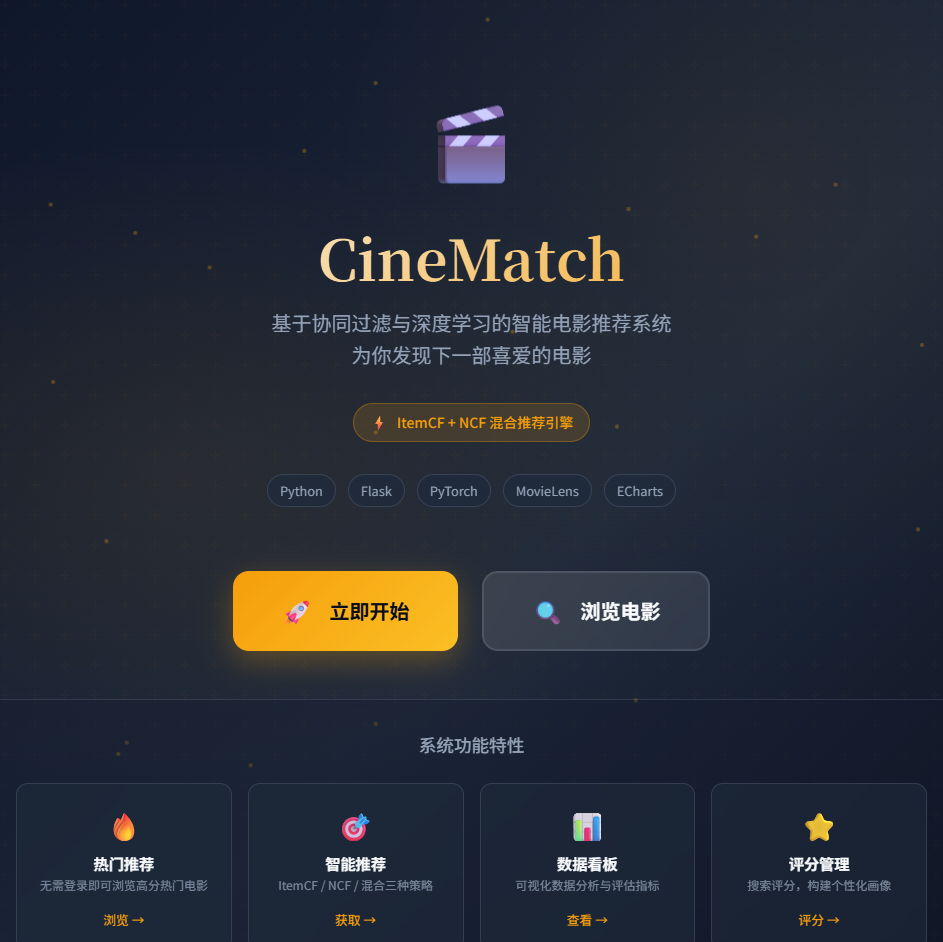 CineMatch
基于协同过滤与深度学习的智能电影推荐系统
为你发现下一部喜爱的电影
ItemCF + NCF 混合推荐引擎
Python Flask PyTorch MovieLens ECharts
立即开始 浏览电影
系统功能特性
热门推荐 智能推荐 数据看板 评分管理
无需登录即可浏览高分热门电影 ItemCF / NCF / 混合三种策略 可视化数据分析与评估指标 搜索评分，构建个性化画像
浏览 → 获取 → 查看 → 评分 →